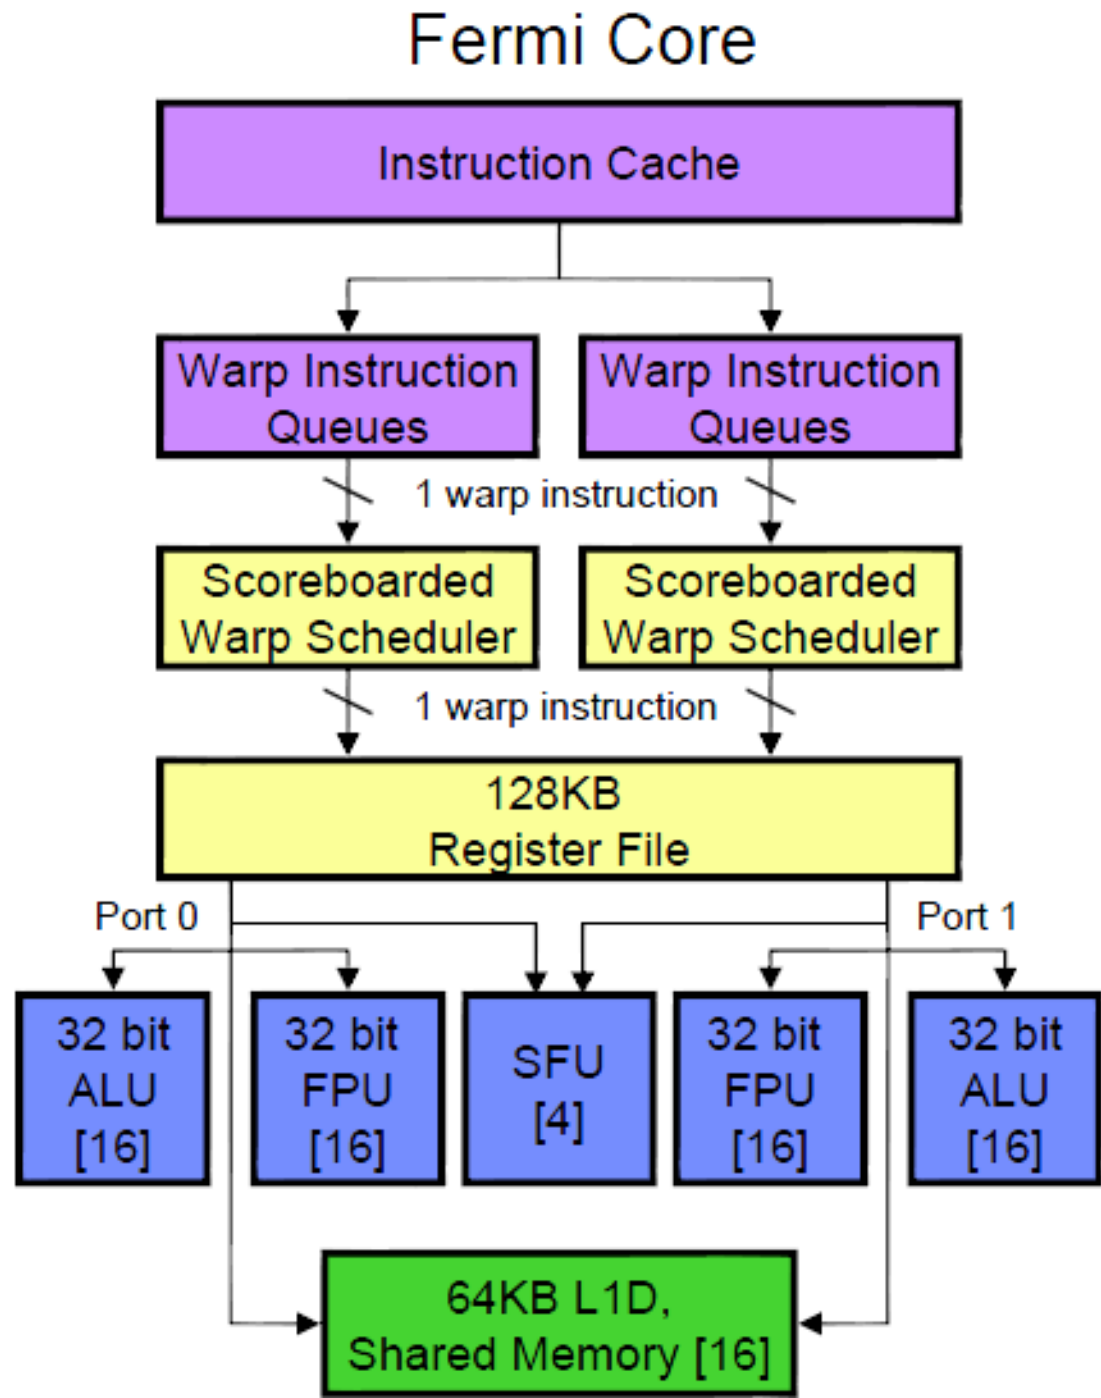 Fermi Core
Instruction Cache
Warp Instruction
Queues
Warp Instruction
Queues
1 warp instruction
Scoreboarded
Warp Scheduler
Scoreboarded
Warp Scheduler
1 warp instruction
128KB
Register File
Port 0
Port 1
32 bit
ALU
[16]
32 bit
FPU
[16]
SFU
[4]
32 bit
FPU
[16]
32 bit
ALU
[16]
64KB L1D,
Shared Memory [16]